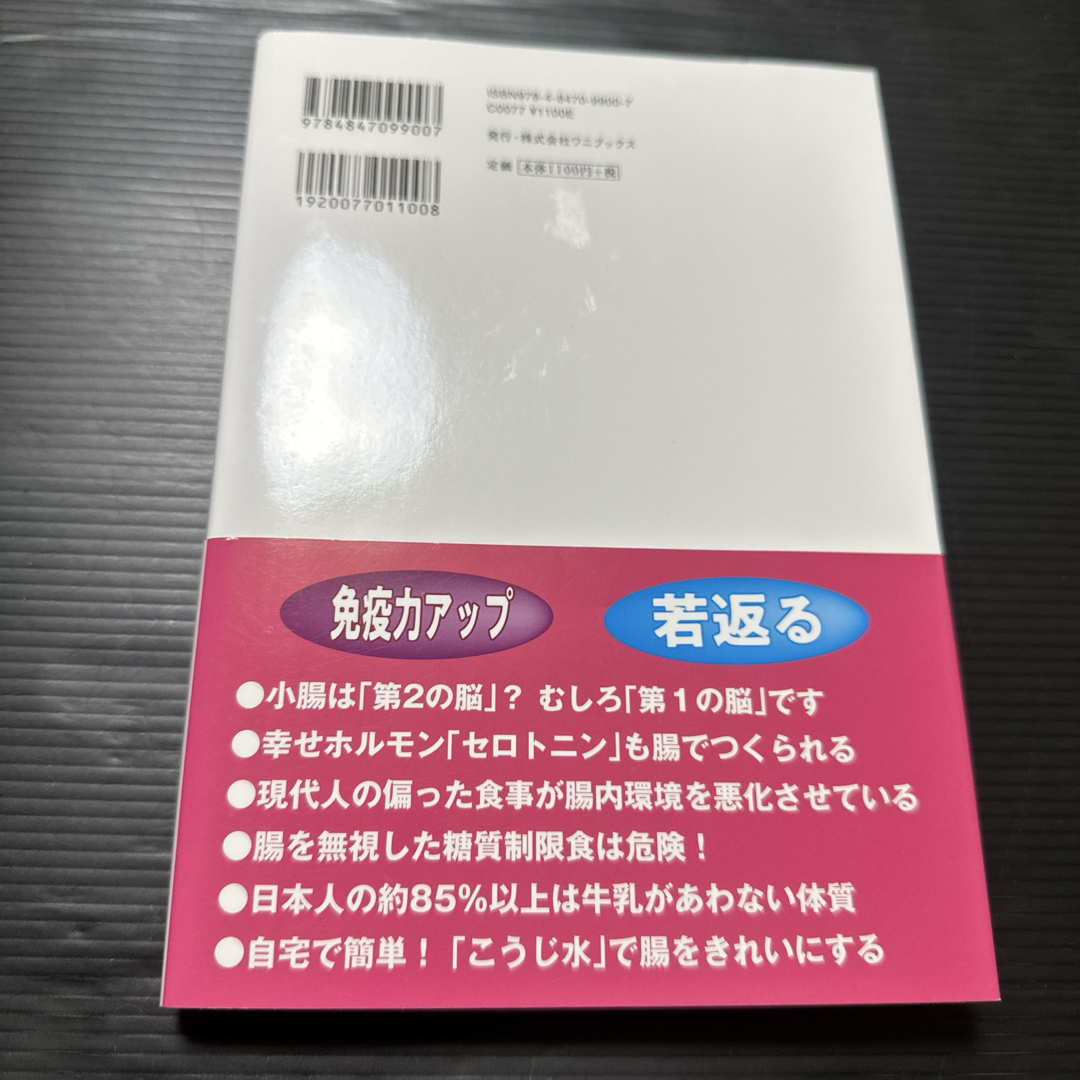 9784847099007
1920077011008
ISBN978-4-8470-9900-7
C0077 ¥1100E
発行・株式会社ワニブックス
定価 本体1100円+税
免疫力アップ
若返る
●小腸は「第2の脳」? むしろ「第1の脳」です
●幸せホルモン「セロトニン」も腸でつくられる
●現代人の偏った食事が腸内環境を悪化させている
●腸を無視した糖質制限食は危険!
●日本人の約85%以上は牛乳があわない体質
●自宅で簡単!「こうじ水」で腸をきれいにする